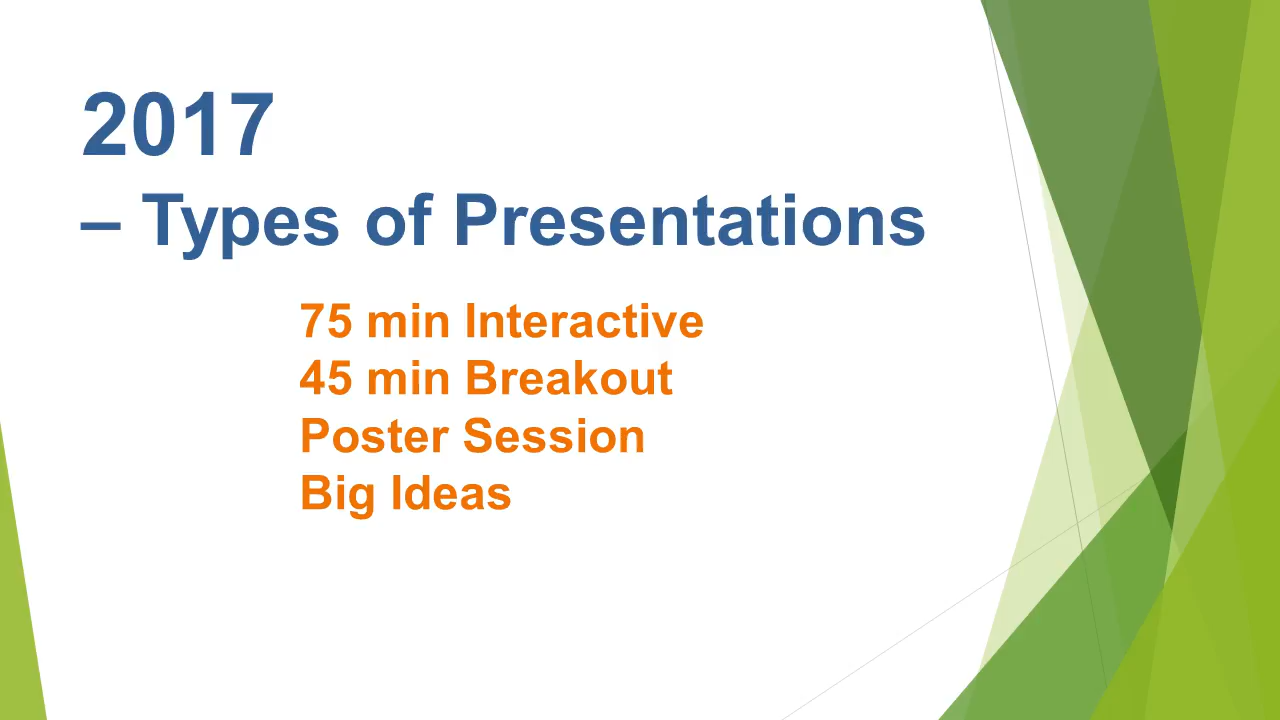 2017
– Types of Presentations
75 min Interactive
45 min Breakout
Poster Session
Big Ideas